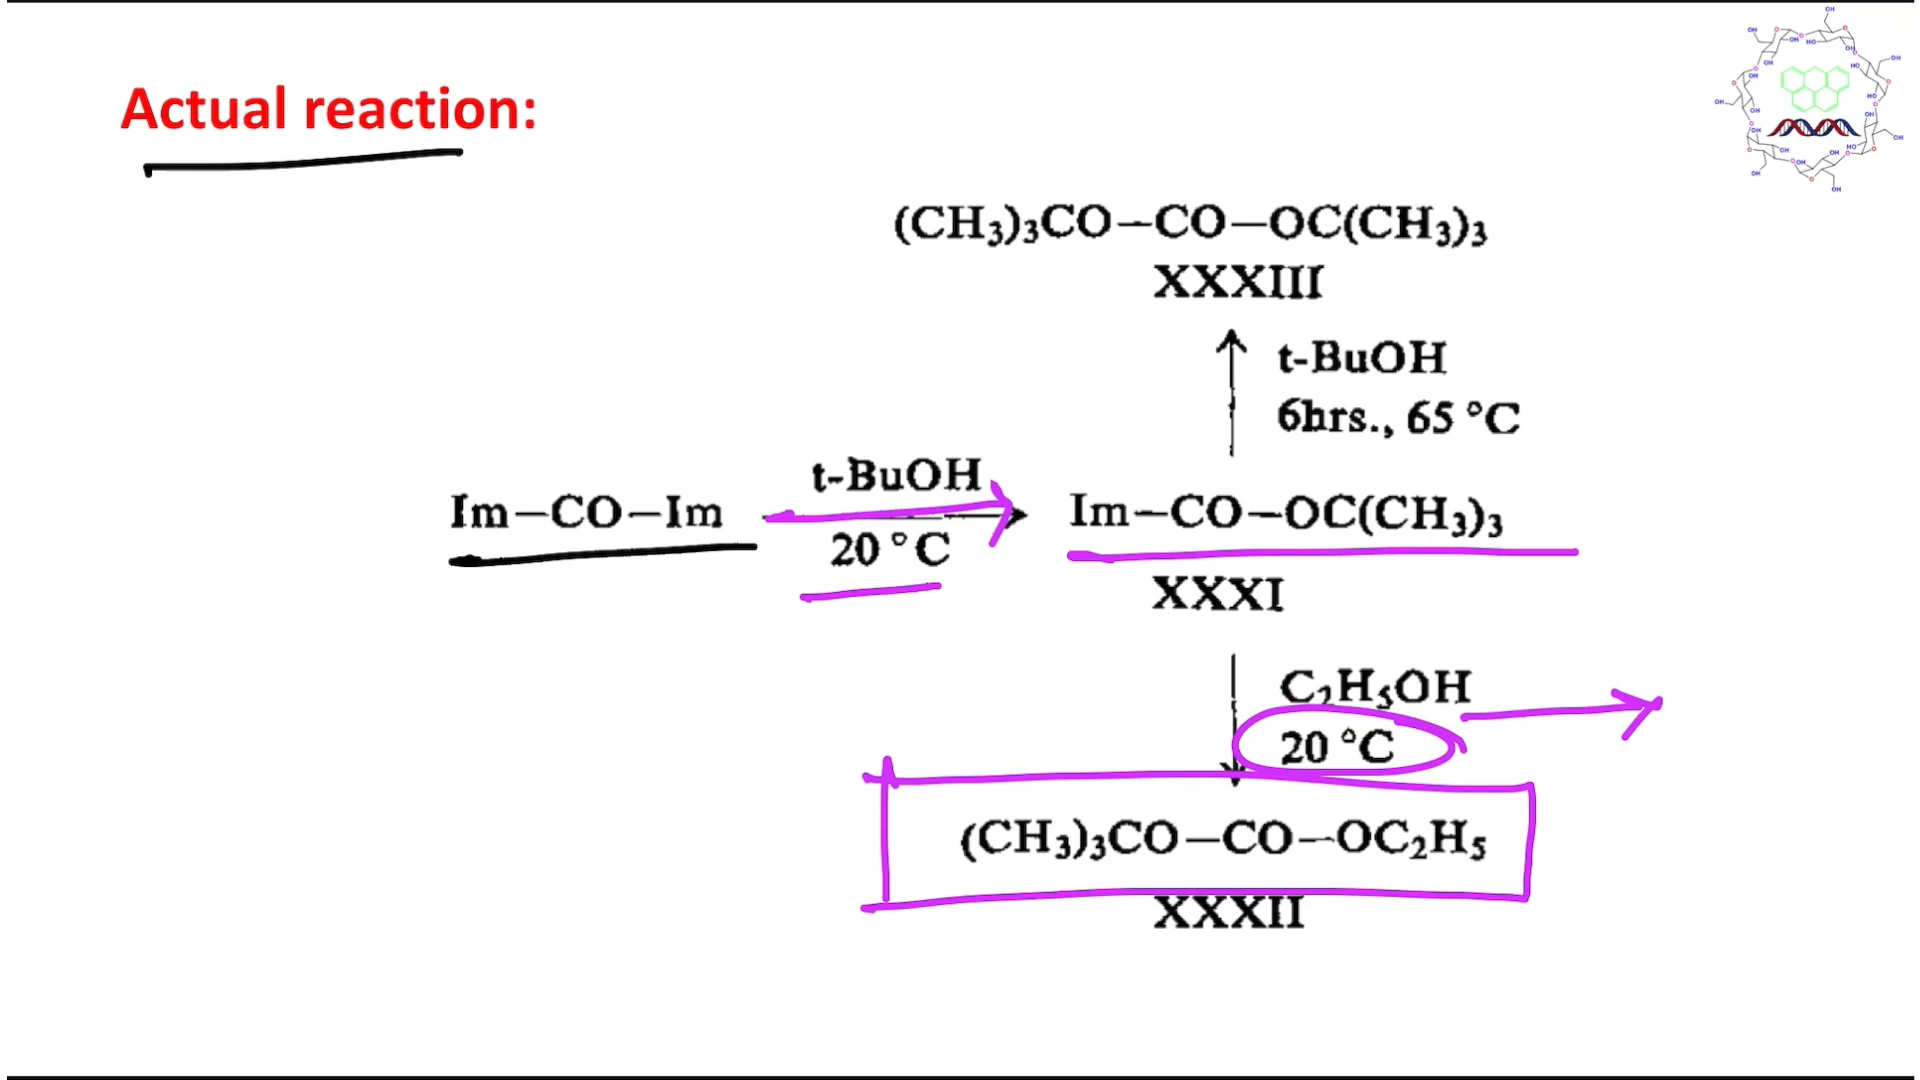 Actual reaction:
(CH₃)₃CO–CO–OC(CH₃)₃
XXXIII
t-BuOH
6hrs., 65 °C
t-BuOH
Im–CO–Im
20 °C
Im–CO–OC(CH₃)₃
XXXI
C₂H₅OH
20 °C
(CH₃)₃CO–CO–OC₂H₅
XXXII